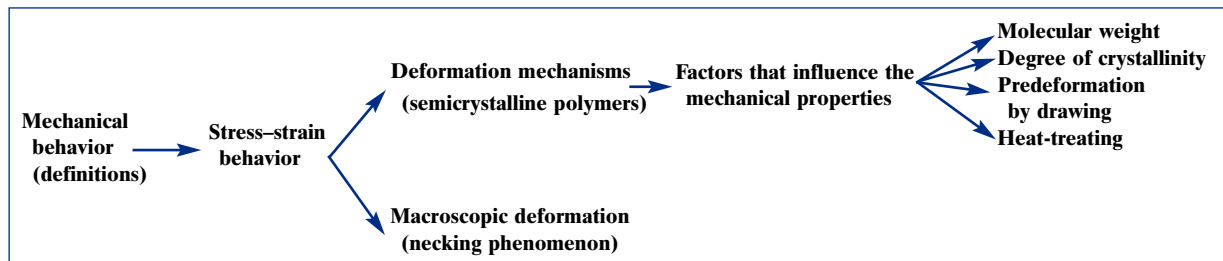 Mechanical
behavior
(definitions)
Stress–strain
behavior
Deformation mechanisms
(semicrystalline polymers)
Macroscopic deformation
(necking phenomenon)
Factors that influence the
mechanical properties
Molecular weight
Degree of crystallinity
Predeformation
by drawing
Heat-treating